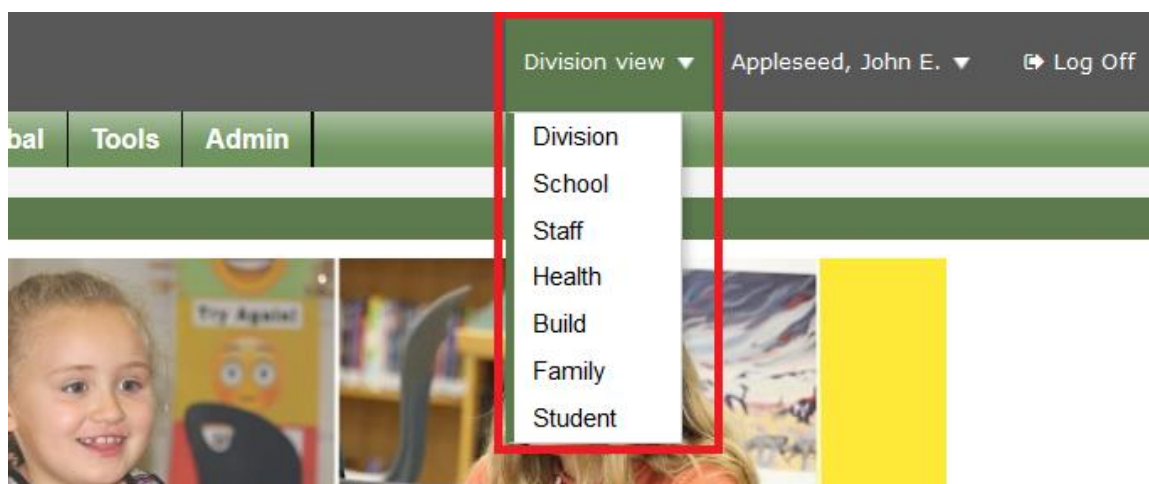 Division view ▼ Appleseed, John E. ▼ Log Off
bal Tools Admin
Division
School
Staff
Health
Build
Family
Student
Try Again!